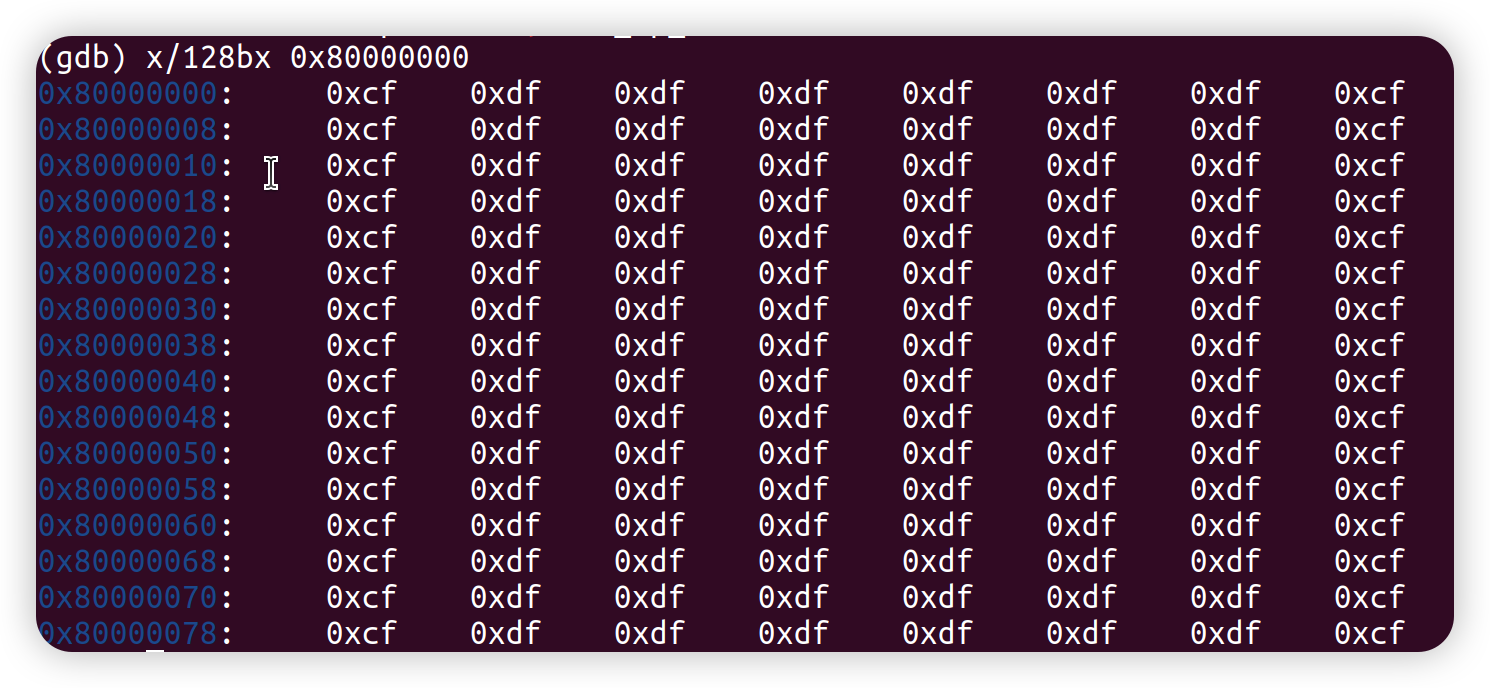 (gdb) x/128bx 0x80000000
0x80000000: 0xcf 0xdf 0xdf 0xdf 0xdf 0xdf 0xdf 0xcf
0x80000008: 0xcf 0xdf 0xdf 0xdf 0xdf 0xdf 0xdf 0xcf
0x80000010: 0xcf 0xdf 0xdf 0xdf 0xdf 0xdf 0xdf 0xcf
0x80000018: 0xcf 0xdf 0xdf 0xdf 0xdf 0xdf 0xdf 0xcf
0x80000020: 0xcf 0xdf 0xdf 0xdf 0xdf 0xdf 0xdf 0xcf
0x80000028: 0xcf 0xdf 0xdf 0xdf 0xdf 0xdf 0xdf 0xcf
0x80000030: 0xcf 0xdf 0xdf 0xdf 0xdf 0xdf 0xdf 0xcf
0x80000038: 0xcf 0xdf 0xdf 0xdf 0xdf 0xdf 0xdf 0xcf
0x80000040: 0xcf 0xdf 0xdf 0xdf 0xdf 0xdf 0xdf 0xcf
0x80000048: 0xcf 0xdf 0xdf 0xdf 0xdf 0xdf 0xdf 0xcf
0x80000050: 0xcf 0xdf 0xdf 0xdf 0xdf 0xdf 0xdf 0xcf
0x80000058: 0xcf 0xdf 0xdf 0xdf 0xdf 0xdf 0xdf 0xcf
0x80000060: 0xcf 0xdf 0xdf 0xdf 0xdf 0xdf 0xdf 0xcf
0x80000068: 0xcf 0xdf 0xdf 0xdf 0xdf 0xdf 0xdf 0xcf
0x80000070: 0xcf 0xdf 0xdf 0xdf 0xdf 0xdf 0xdf 0xcf
0x80000078: 0xcf 0xdf 0xdf 0xdf 0xdf 0xdf 0xdf 0xcf